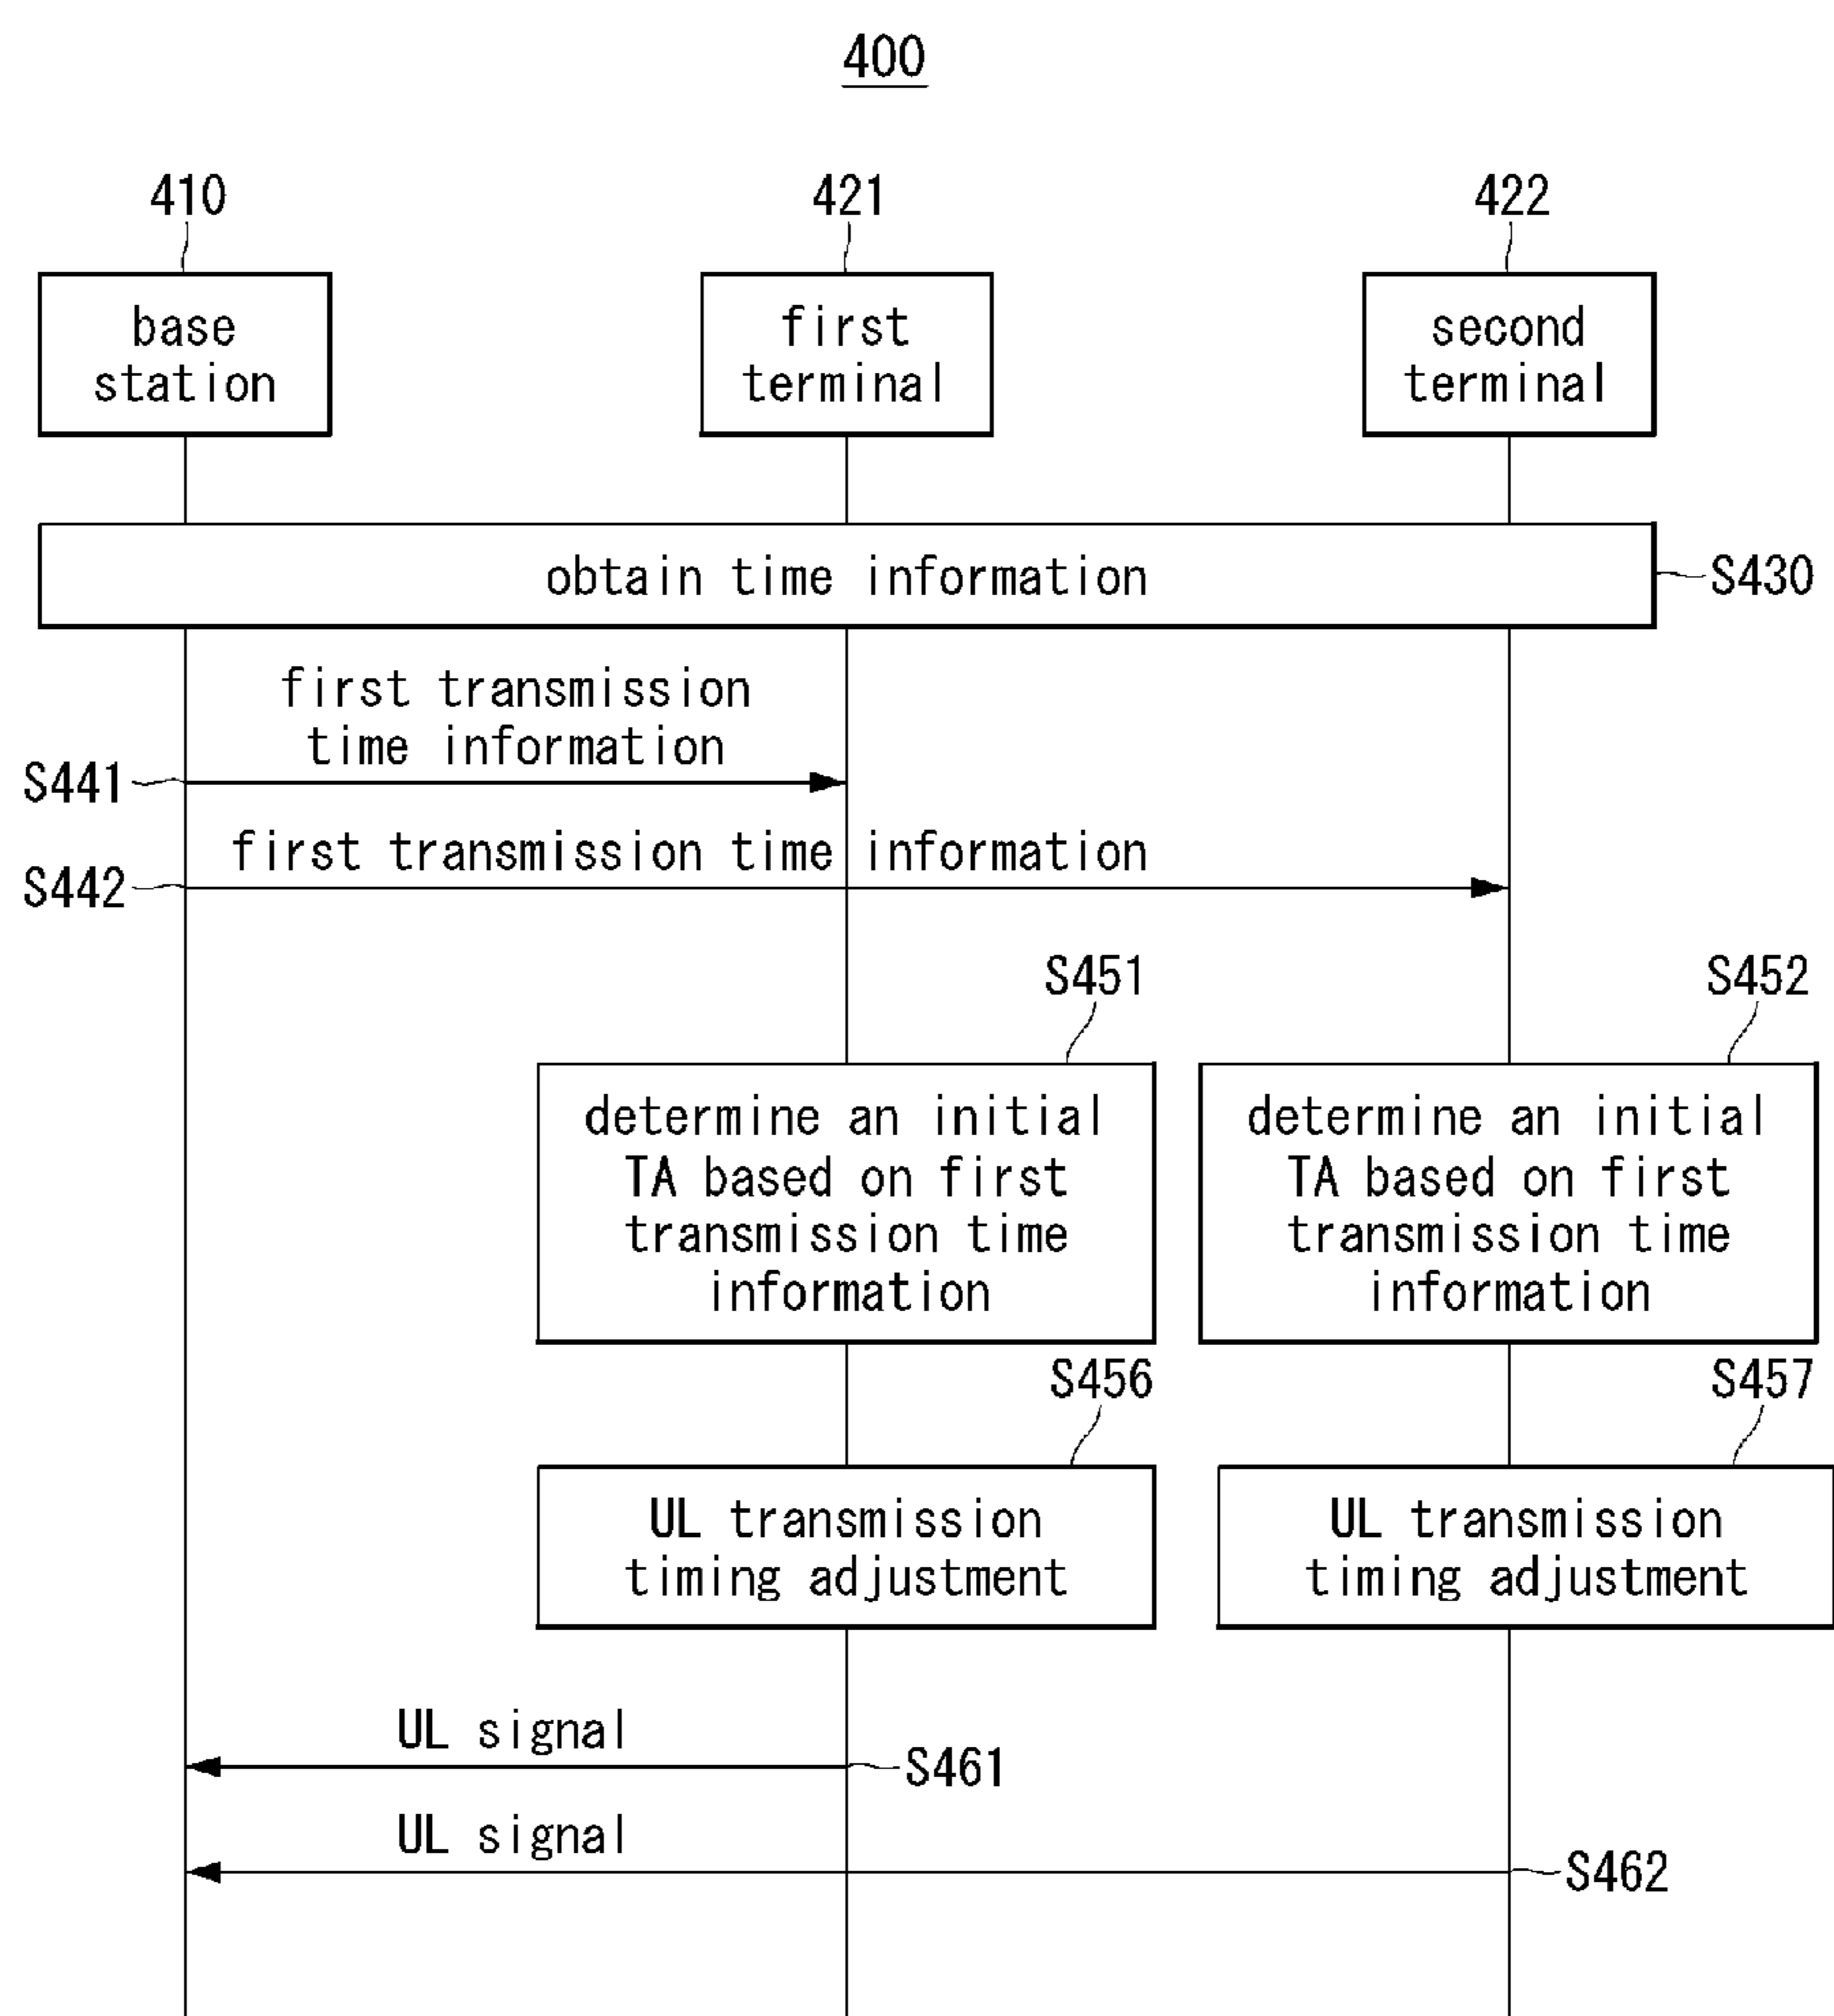 400
410
421
422
base
station
first
terminal
second
terminal
obtain time information
S430
first transmission
time information
S441
first transmission time information
S442
S451
S452
determine an initial
TA based on first
transmission time
information
determine an initial
TA based on first
transmission time
information
S456
S457
UL transmission
timing adjustment
UL transmission
timing adjustment
UL signal
S461
UL signal
S462